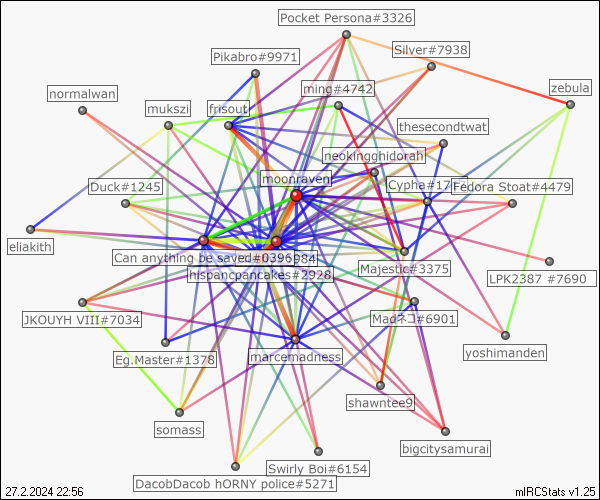 Pocket Persona#3326
Silver#7938
Pikabro#9971
zebula
ming#4742
normalwan
mukszi
frisout
thesecondtwat
neokingghidorah
moonraven
Duck#1245
Fedora Stoat#4479
eliakith
Can anything be saved#0396
Majestic#3375
hispancpancakes#2928
LPK2387 #7690
JKOUYH VIII#7034
Madネコ#6901
Eg.Master#1378
marcemadness
yoshimanden
shawntee9
somass
bigcitysamurai
Swirly Boi#6154
DacobDacob hORNY police#5271
27.2.2024 22:56
mIRCStats v1.25